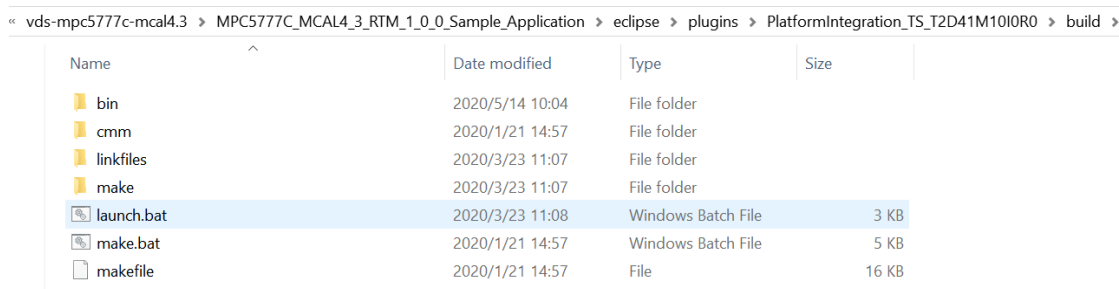 « vds-mpc5777c-mcal4.3 > MPC5777C_MCAL4_3_RTM_1_0_0_Sample_Application > eclipse > plugins > PlatformIntegration_TS_T2D41M10I0R0 > build >
Name Date modified Type Size
bin 2020/5/14 10:04 File folder
cmm 2020/1/21 14:57 File folder
linkfiles 2020/3/23 11:07 File folder
make 2020/3/23 11:07 File folder
launch.bat 2020/3/23 11:08 Windows Batch File 3 KB
make.bat 2020/1/21 14:57 Windows Batch File 5 KB
makefile 2020/1/21 14:57 File 16 KB